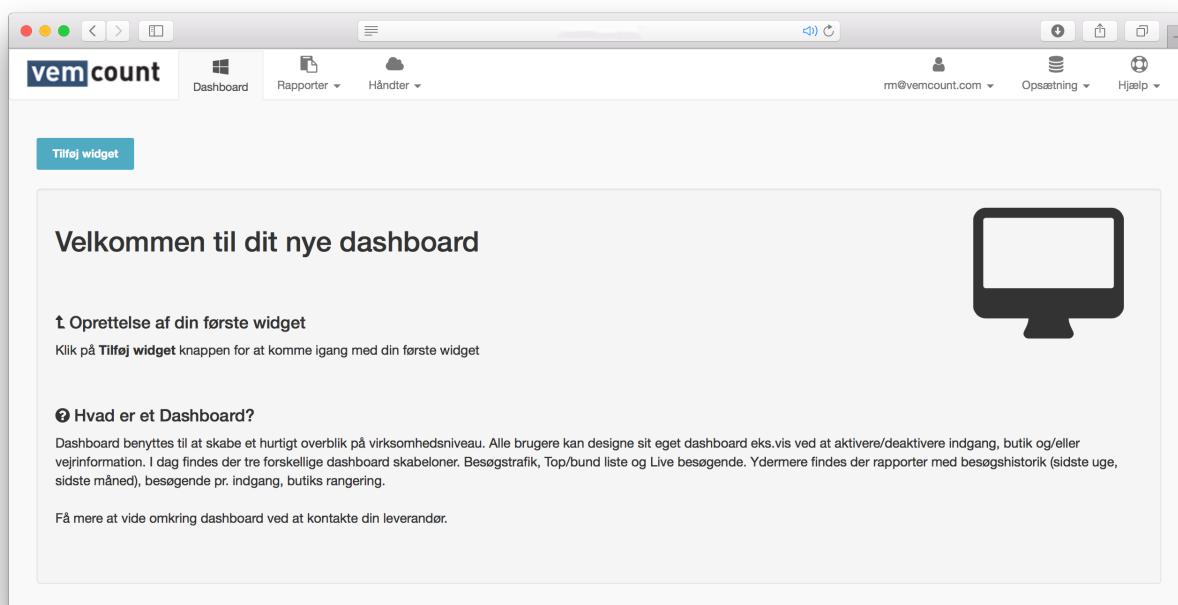 vemcount
Dashboard
Rapporter
Håndter
rm@vemcount.com
Opsætning
Hjælp
Tilføj widget
Velkommen til dit nye dashboard
Oprettelse af din første widget
Klik på Tilføj widget knappen for at komme igang med din første widget
Hvad er et Dashboard?
Dashboard benyttes til at skabe et hurtigt overblik på virksomhedsniveau. Alle brugere kan designe sit eget dashboard eks.vis ved at aktivere/deaktivere indgang, butik og/eller
vejrinformation. I dag findes der tre forskellige dashboard skabeloner. Besøgstrafik, Top/bund liste og Live besøgende. Ydermere findes der rapporter med besøgshistorik (sidste uge,
sidste måned), besøgende pr. indgang, butiks rangering.
Få mere at vide omkring dashboard ved at kontakte din leverandør.